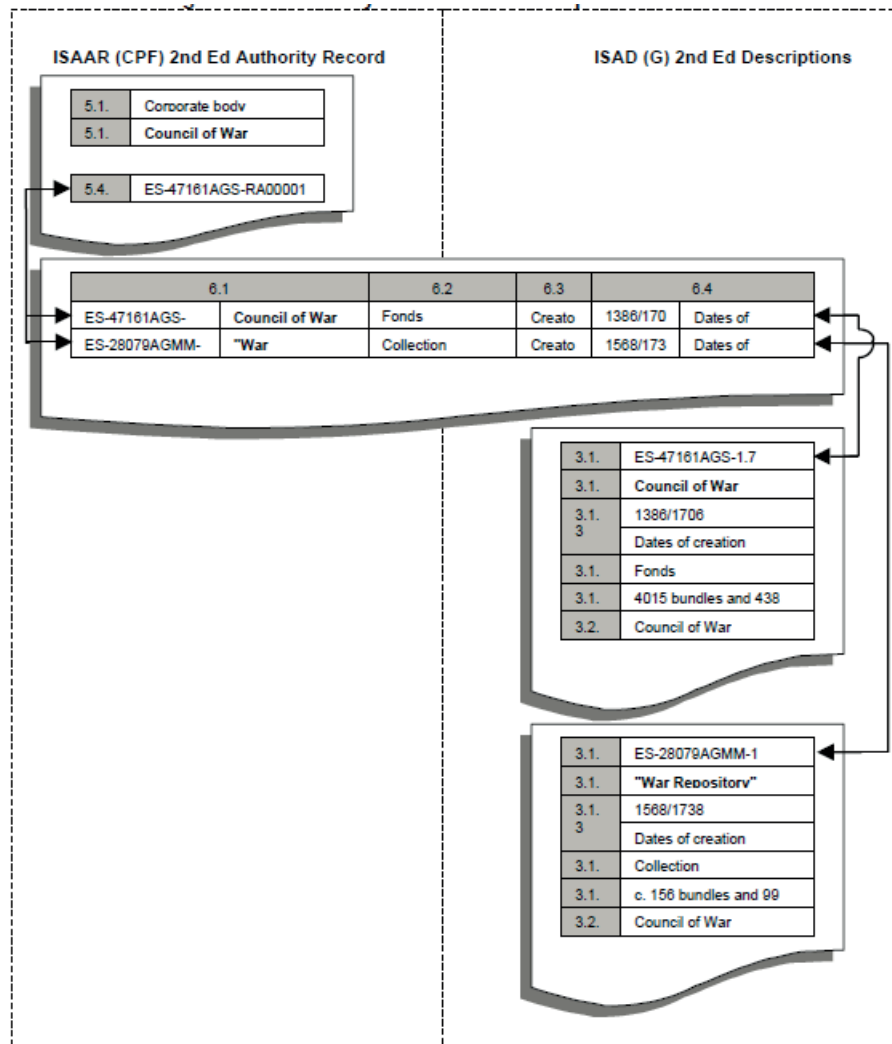 ISAAR (CPF) 2nd Ed Authority Record
ISAD (G) 2nd Ed Descriptions
5.1. Corporate body
5.1. Council of War
5.4. ES-47161AGS-RA00001
6.1 6.2 6.3 6.4
ES-47161AGS- Council of War Fonds Creato 1386/170 Dates of
ES-28079AGMM- "War Collection Creato 1568/173 Dates of
3.1. ES-47161AGS-1.7
3.1. Council of War
3.1. 1386/1706
3
Dates of creation
3.1. Fonds
3.1. 4015 bundles and 438
3.2. Council of War
3.1. ES-28079AGMM-1
3.1. "War Repository"
3.1. 1568/1738
3
Dates of creation
3.1. Collection
3.1. c. 156 bundles and 99
3.2. Council of War